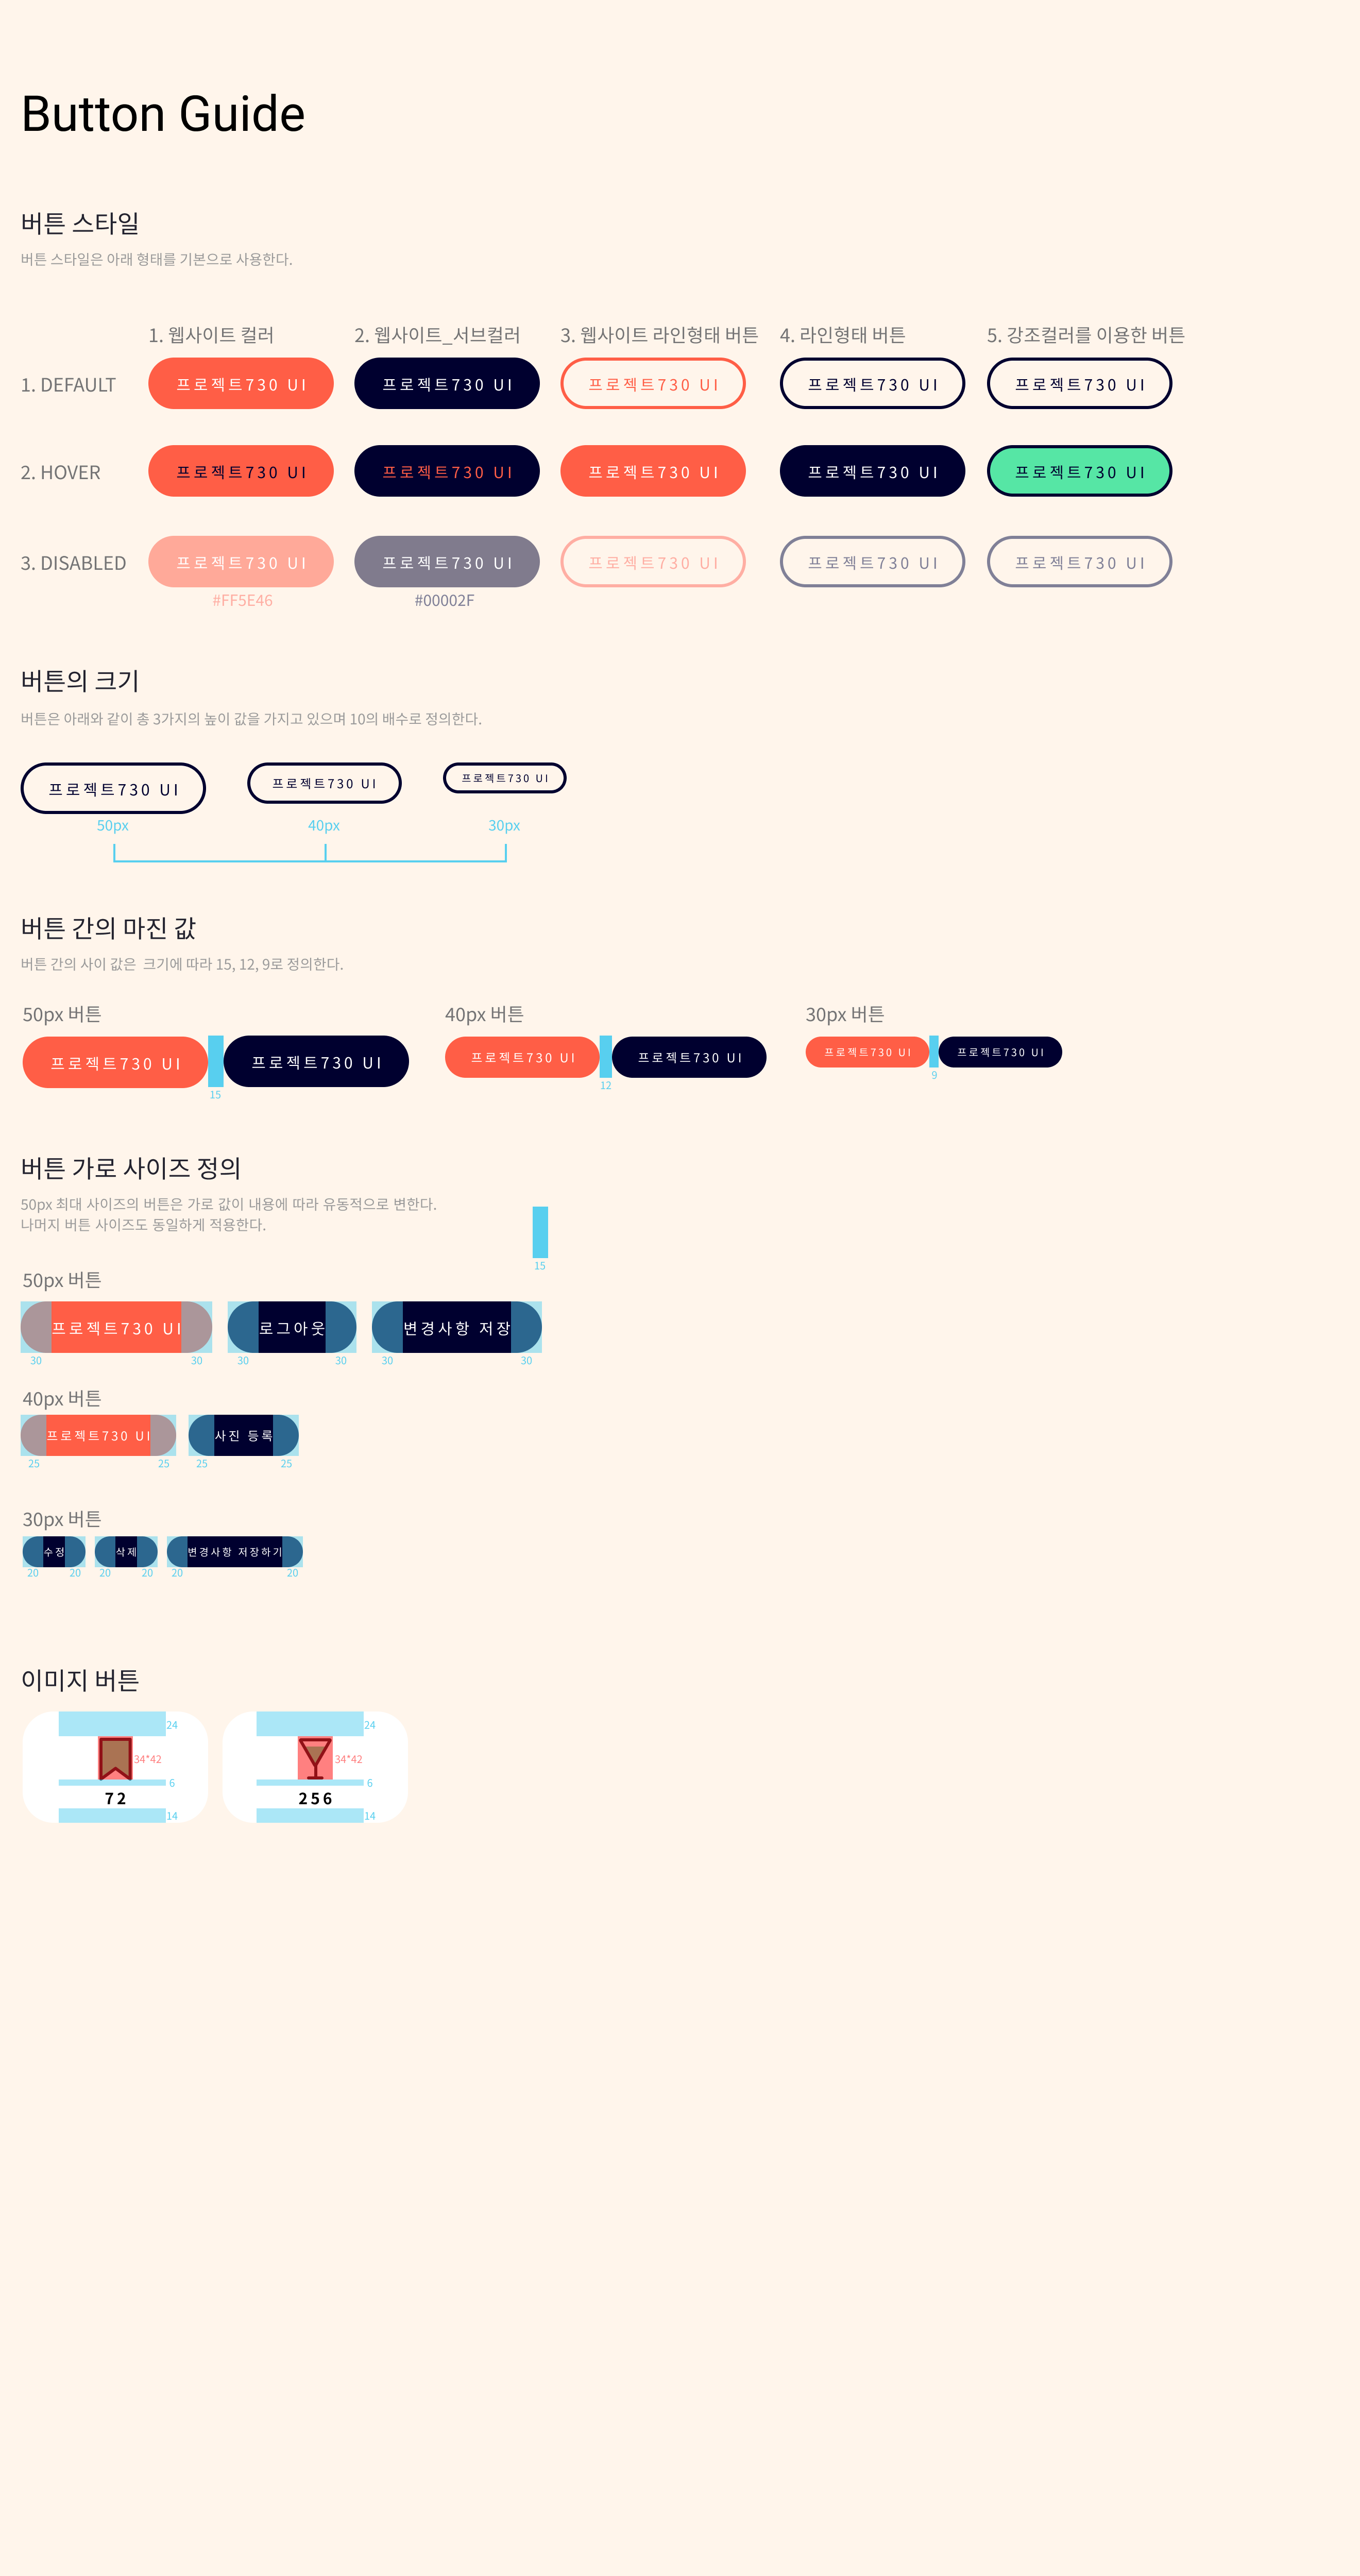 Button Guide
버튼 스타일
버튼 스타일은 아래 형태를 기본으로 사용한다.
1. 웹사이트 컬러
2. 웹사이트_서브컬러
3. 웹사이트 라인형태 버튼
4. 라인형태 버튼
5. 강조컬러를 이용한 버튼
1. DEFAULT
프로젝트730 UI
프로젝트730 UI
프로젝트730 UI
프로젝트730 UI
프로젝트730 UI
2. HOVER
프로젝트730 UI
프로젝트730 UI
프로젝트730 UI
프로젝트730 UI
프로젝트730 UI
3. DISABLED
프로젝트730 UI
프로젝트730 UI
프로젝트730 UI
프로젝트730 UI
프로젝트730 UI
#FF5E46
#00002F
버튼의 크기
버튼은 아래와 같이 총 3가지의 높이 값을 가지고 있으며 10의 배수로 정의한다.
프로젝트730 UI
프로젝트730 UI
프로젝트730 UI
50px
40px
30px
버튼 간의 마진 값
버튼 간의 사이 값은 크기에 따라 15, 12, 9로 정의한다.
50px 버튼
40px 버튼
30px 버튼
프로젝트730 UI
프로젝트730 UI
프로젝트730 UI
프로젝트730 UI
프로젝트730 UI
프로젝트730 UI
15
12
9
버튼 가로 사이즈 정의
50px 최대 사이즈의 버튼은 가로 값이 내용에 따라 유동적으로 변한다.
나머지 버튼 사이즈도 동일하게 적용한다.
15
50px 버튼
프로젝트730 UI
로그아웃
변경사항 저장
30
30
30
30
30
30
40px 버튼
프로젝트730 UI
사진 등록
25
25
25
25
30px 버튼
수정
삭제
변경사항 저장하기
20
20
20
20
20
20
이미지 버튼
24
24
34*42
34*42
6
6
72
256
14
14